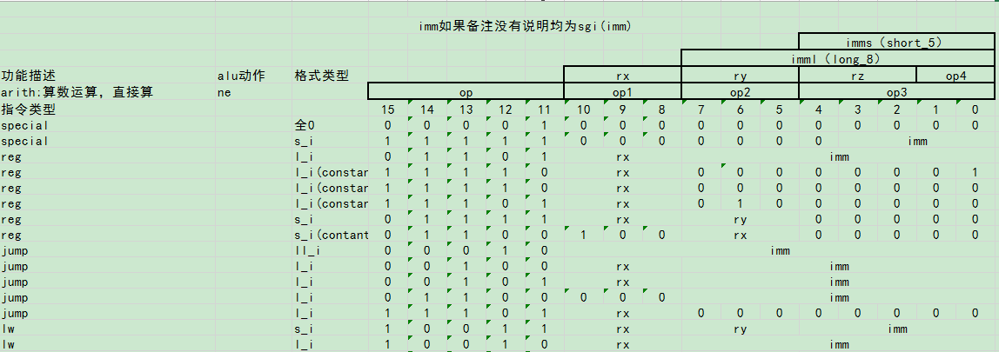 imm如果备注没有说明均为sgi(imm)
imms（short_5）
imml（long_8）
功能描述 alu动作 格式类型 rx ry rz op4
arith:算数运算，直接算 ne op op1 op2 op3
指令类型 15 14 13 12 11 10 9 8 7 6 5 4 3 2 1 0
special 全0 0 0 0 0 1 0 0 0 0 0 0 0 0 0 0 0
special s_i 1 1 1 1 1 0 0 0 0 0 0 0 imm
reg l_i 0 1 1 0 1 rx imm
reg l_i(constar 1 1 1 1 0 rx 0 0 0 0 0 0 0 1
reg l_i(constar 1 1 1 1 0 rx 0 0 0 0 0 0 0 0
reg l_i(constar 1 1 1 0 1 rx 0 1 0 0 0 0 0 0
reg s_i 0 1 1 1 1 rx ry 0 0 0 0 0
reg s_i(contant 0 1 1 0 0 1 0 0 rx 0 0 0 0 0
jump ll_i 0 0 0 1 0 imm
jump l_i 0 0 1 0 0 rx imm
jump l_i 0 0 1 0 1 rx imm
jump l_i 0 1 1 0 0 0 0 0 imm
jump l_i 1 1 1 0 1 rx 0 0 0 0 0 0 0 0
lw s_i 1 0 0 1 1 rx ry imm
lw l_i 1 0 0 1 0 rx imm